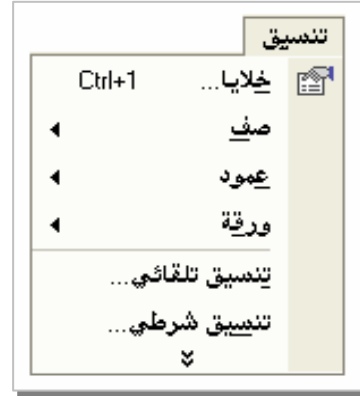 تنسيق
خلايا... Ctrl+1
صف
عمود
ورقة
تنسيق تلقائي...
تنسيق شرطي...